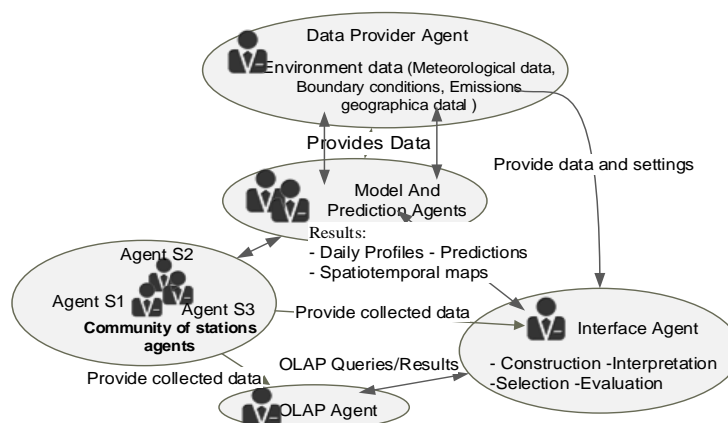 Data Provider Agent
Environment data (Meteorological data,
Boundary conditions, Emissions
geographica datal )
Provides Data
Provide data and settings
Model And
Prediction Agents
Results:
- Daily Profiles - Predictions
- Spatiotemporal maps
Agent S2
Agent S1
Agent S3
Community of stations
agents
Provide collected data
Interface Agent
- Construction -Interpretation
-Selection -Evaluation
OLAP Queries/Results
Provide collected data
OLAP Agent